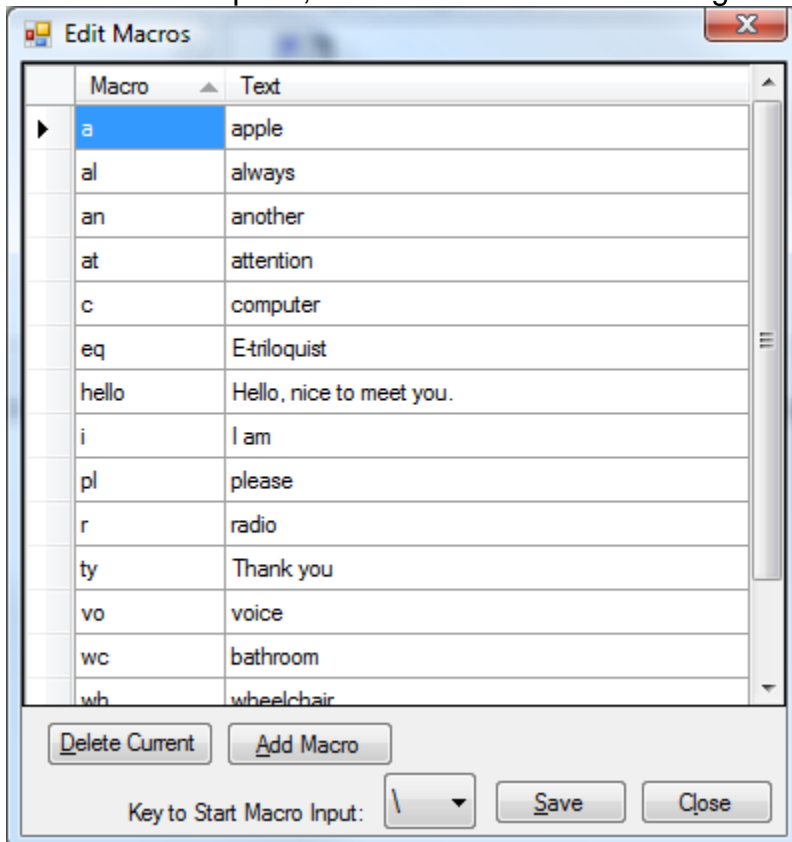 Edit Macros
Macro Text
a apple
al always
an another
at attention
c computer
eq E-triloquist
hello Hello, nice to meet you.
i I am
pl please
r radio
ty Thank you
vo voice
wc bathroom
wh wheelchair
Delete Current Add Macro
Key to Start Macro Input: \ Save Close